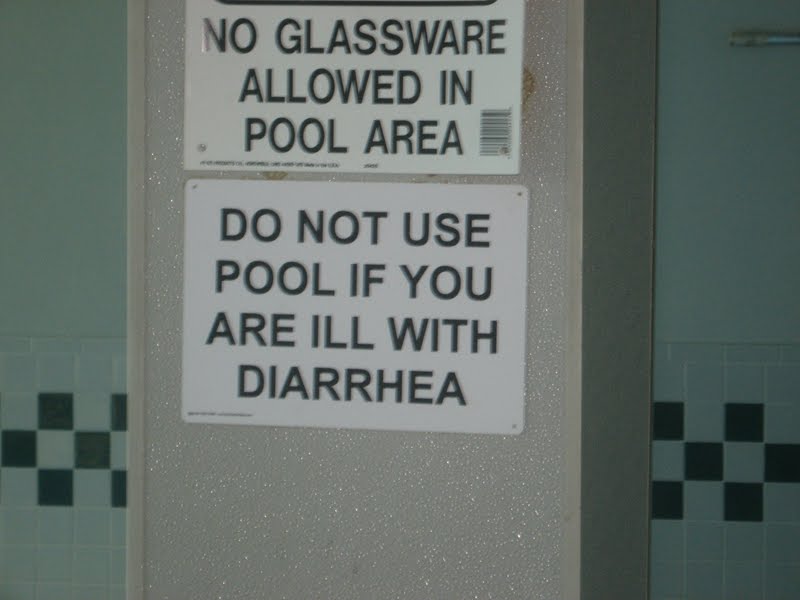 NO GLASSWARE
ALLOWED IN
POOL AREA
DO NOT USE
POOL IF YOU
ARE ILL WITH
DIARRHEA